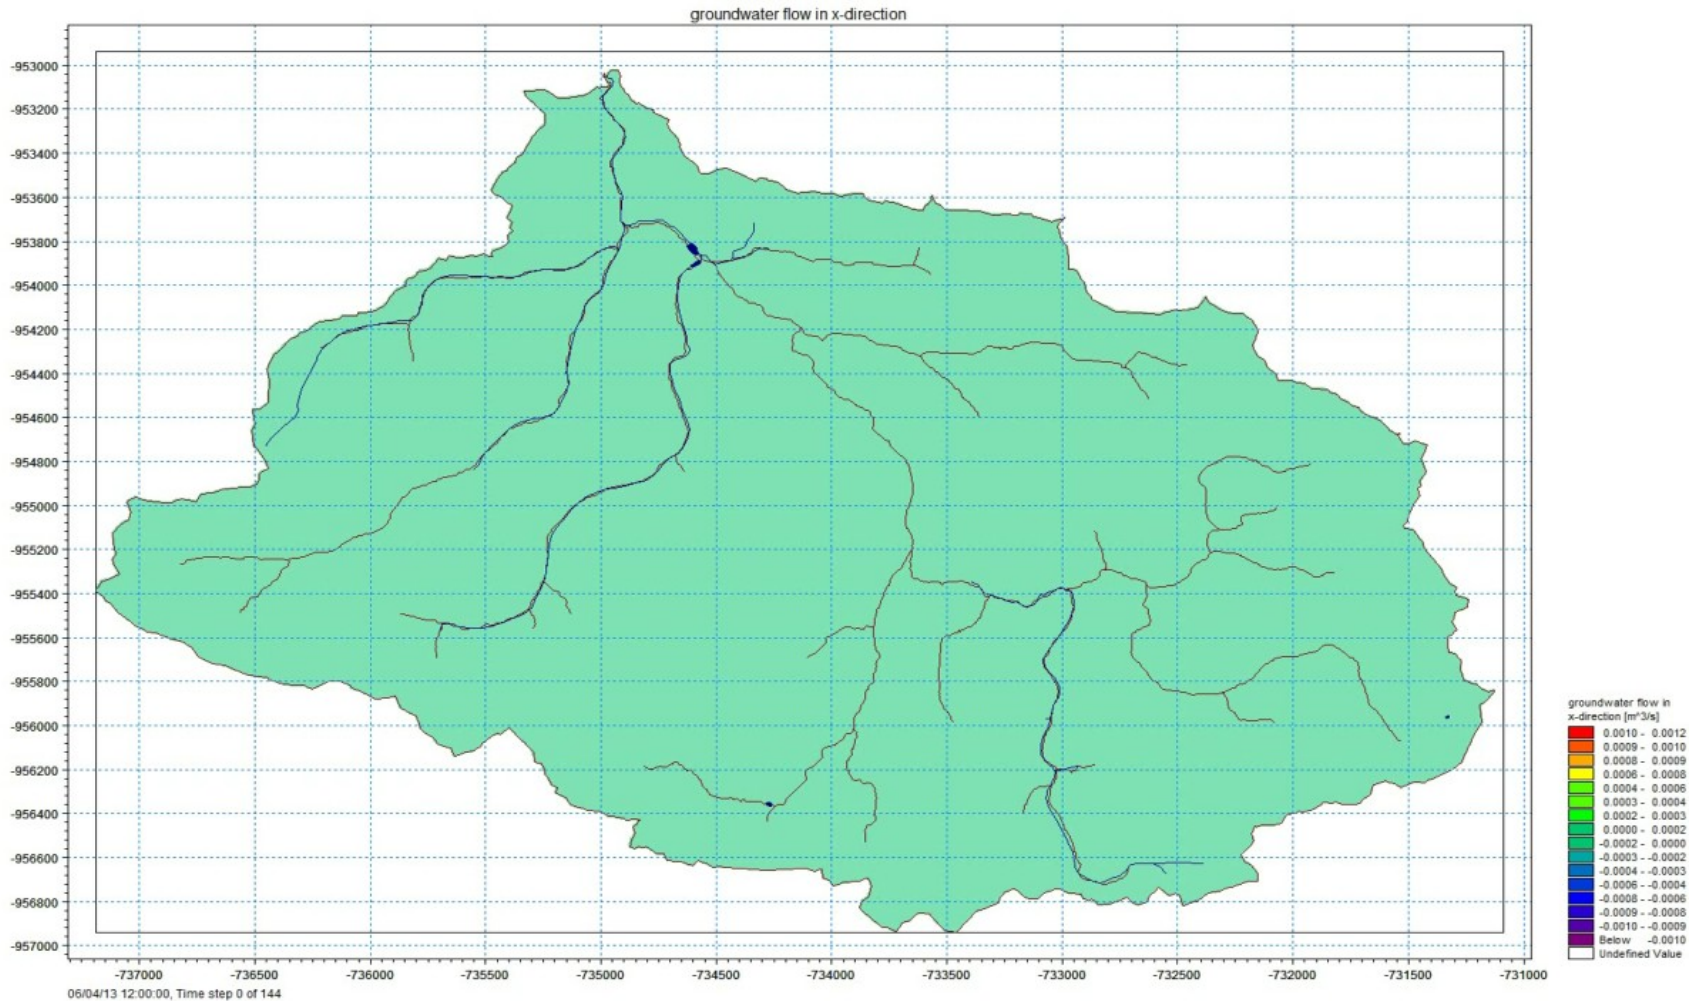 groundwater flow in x-direction
-953000
-953200
-953400
-953600
-953800
-954000
-954200
-954400
-954600
-954800
-955000
-955200
-955400
-955600
-955800
-956000
-956200
-956400
-956600
-956800
-957000
-737000 -736500 -736000 -735500 -735000 -734500 -734000 -733500 -733000 -732500 -732000 -731500 -731000
06/04/13 12:00:00, Time step 0 of 144
groundwater flow in
x-direction [m^3/s]
0.0010 - 0.0012
0.0009 - 0.0010
0.0008 - 0.0009
0.0006 - 0.0008
0.0004 - 0.0006
0.0003 - 0.0004
0.0002 - 0.0003
0.0000 - 0.0002
-0.0002 - 0.0000
-0.0003 - -0.0002
-0.0004 - -0.0003
-0.0006 - -0.0004
-0.0008 - -0.0006
-0.0009 - -0.0008
-0.0010 - -0.0009
Below -0.0010
Undefined Value